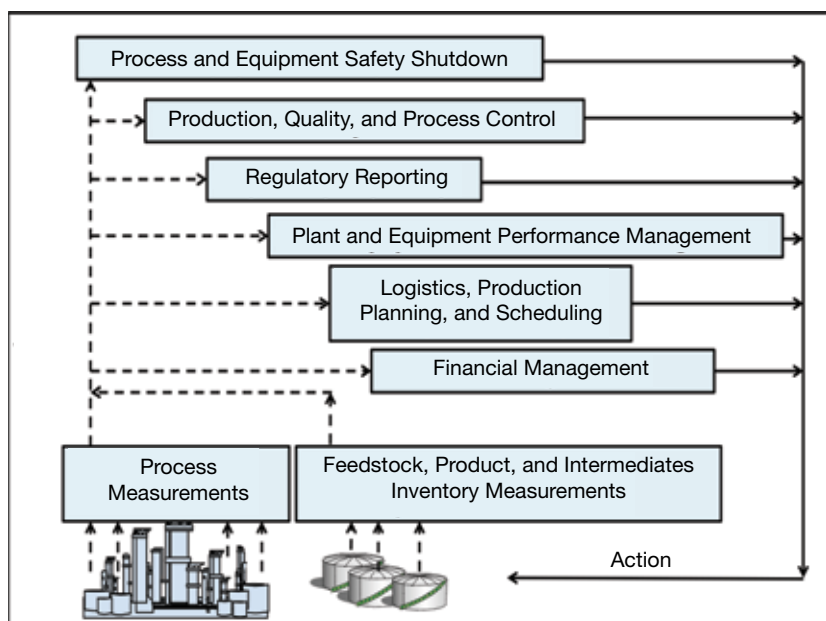 Process and Equipment Safety Shutdown
Production, Quality, and Process Control
Regulatory Reporting
Plant and Equipment Performance Management
Logistics, Production
Planning, and Scheduling
Financial Management
Process
Measurements
Feedstock, Product, and Intermediates
Inventory Measurements
Action